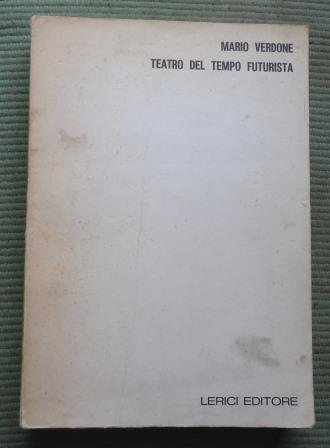 MARIO VERDONE
TEATRO DEL TEMPO FUTURISTA
LERICI EDITORE